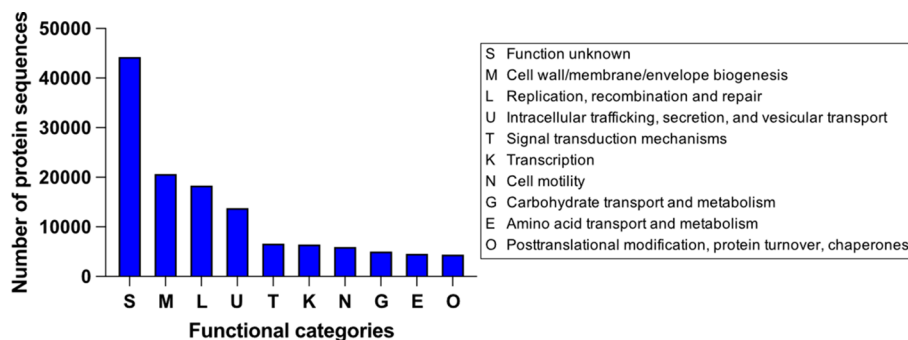 Number of protein sequences
50000
40000
30000
20000
10000
0
S M L U T K N G E O
Functional categories
S Function unknown
M Cell wall/membrane/envelope biogenesis
L Replication, recombination and repair
U Intracellular trafficking, secretion, and vesicular transport
T Signal transduction mechanisms
K Transcription
N Cell motility
G Carbohydrate transport and metabolism
E Amino acid transport and metabolism
O Posttranslational modification, protein turnover, chaperones